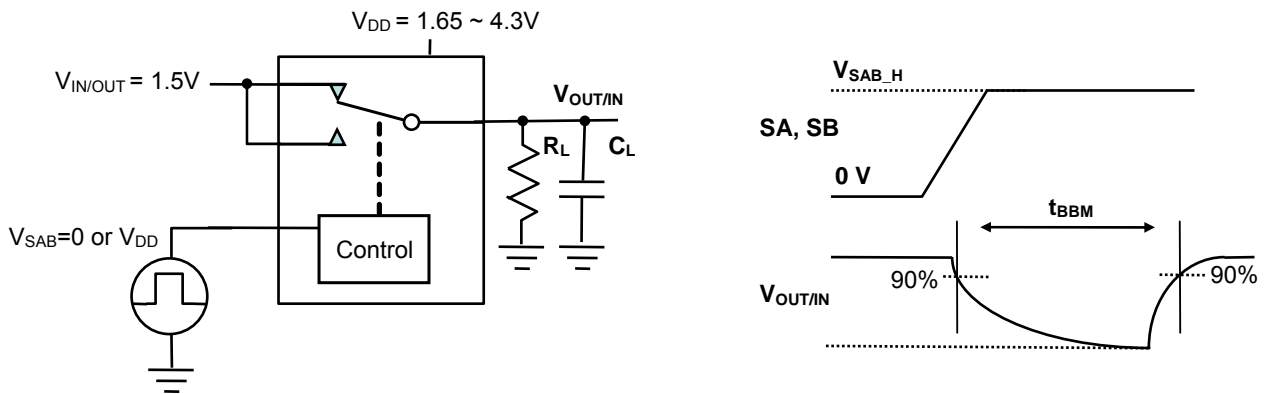 V_DD = 1.65 ~ 4.3V
V_IN/OUT = 1.5V
V_OUT/IN
R_L
C_L
V_SAB=0 or V_DD
Control
V_SAB_H
SA, SB
0 V
t_BBM
90%
90%
V_OUT/IN